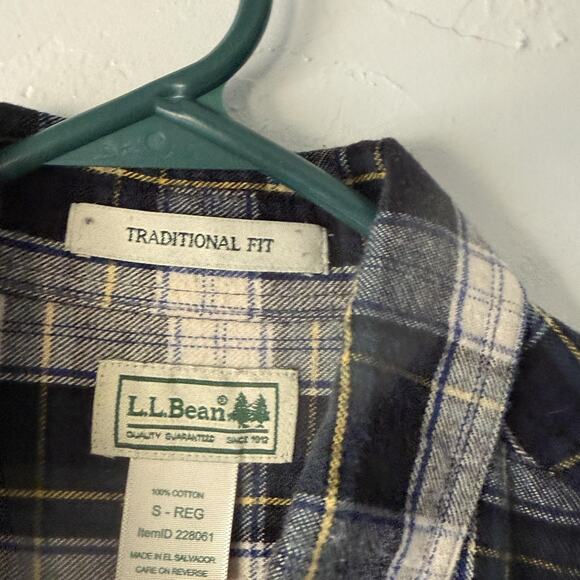 TRADITIONAL FIT
L.L.Bean®
QUALITY GUARANTEED SINCE 1912
100% COTTON
S - REG
ItemID 228061
MADE IN EL SALVADOR
CARE ON REVERSE